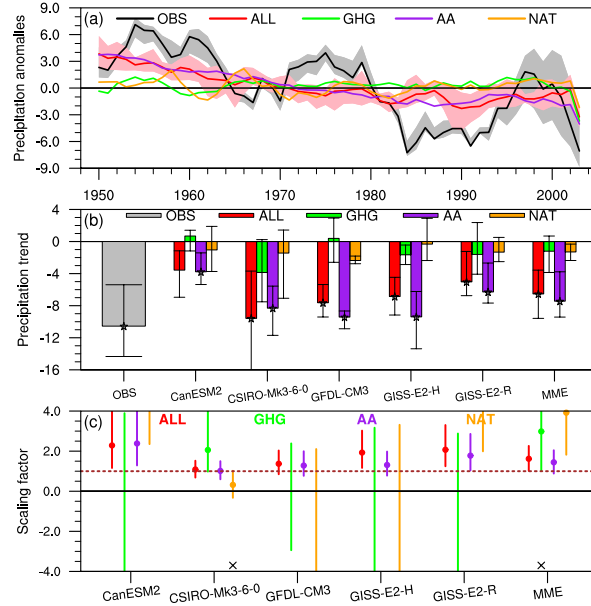 (a) OBS ALL GHG AA NAT
Precipitation anomalies
9.0
6.0
3.0
0.0
-3.0
-6.0
-9.0
1950 1960 1970 1980 1990 2000
(b) OBS ALL GHG AA NAT
Precipitation trend
4
0
-4
-8
-12
-16
OBS CanESM2 CSIRO-Mk3-6-0 GFDL-CM3 GISS-E2-H GISS-E2-R MME
(c) ALL GHG AA NAT
Scaling factor
4.0
2.0
0.0
-2.0
-4.0
CanESM2 CSIRO-Mk3-6-0 GFDL-CM3 GISS-E2-H GISS-E2-R MME